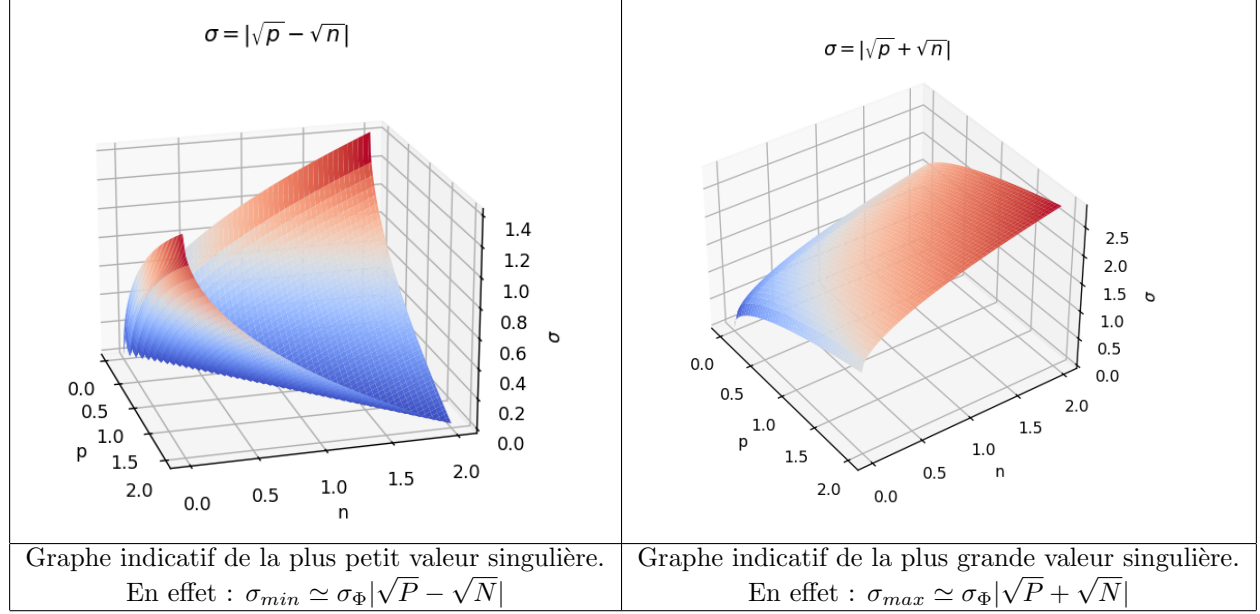 σ = |√p − √n|
1.4
1.2
1.0
0.8
0.6
0.4
0.2
0.0
σ
0.0
0.5
1.0
1.5
2.0
p
0.0
0.5
1.0
1.5
2.0
n
Graphe indicatif de la plus petit valeur singulière.
En effet : σ_min ≃ σ_Φ|√P − √N|
σ = |√p + √n|
2.5
2.0
1.5
1.0
0.5
0.0
σ
0.0
0.5
1.0
1.5
2.0
p
0.0
0.5
1.0
1.5
2.0
n
Graphe indicatif de la plus grande valeur singulière.
En effet : σ_max ≃ σ_Φ|√P + √N|